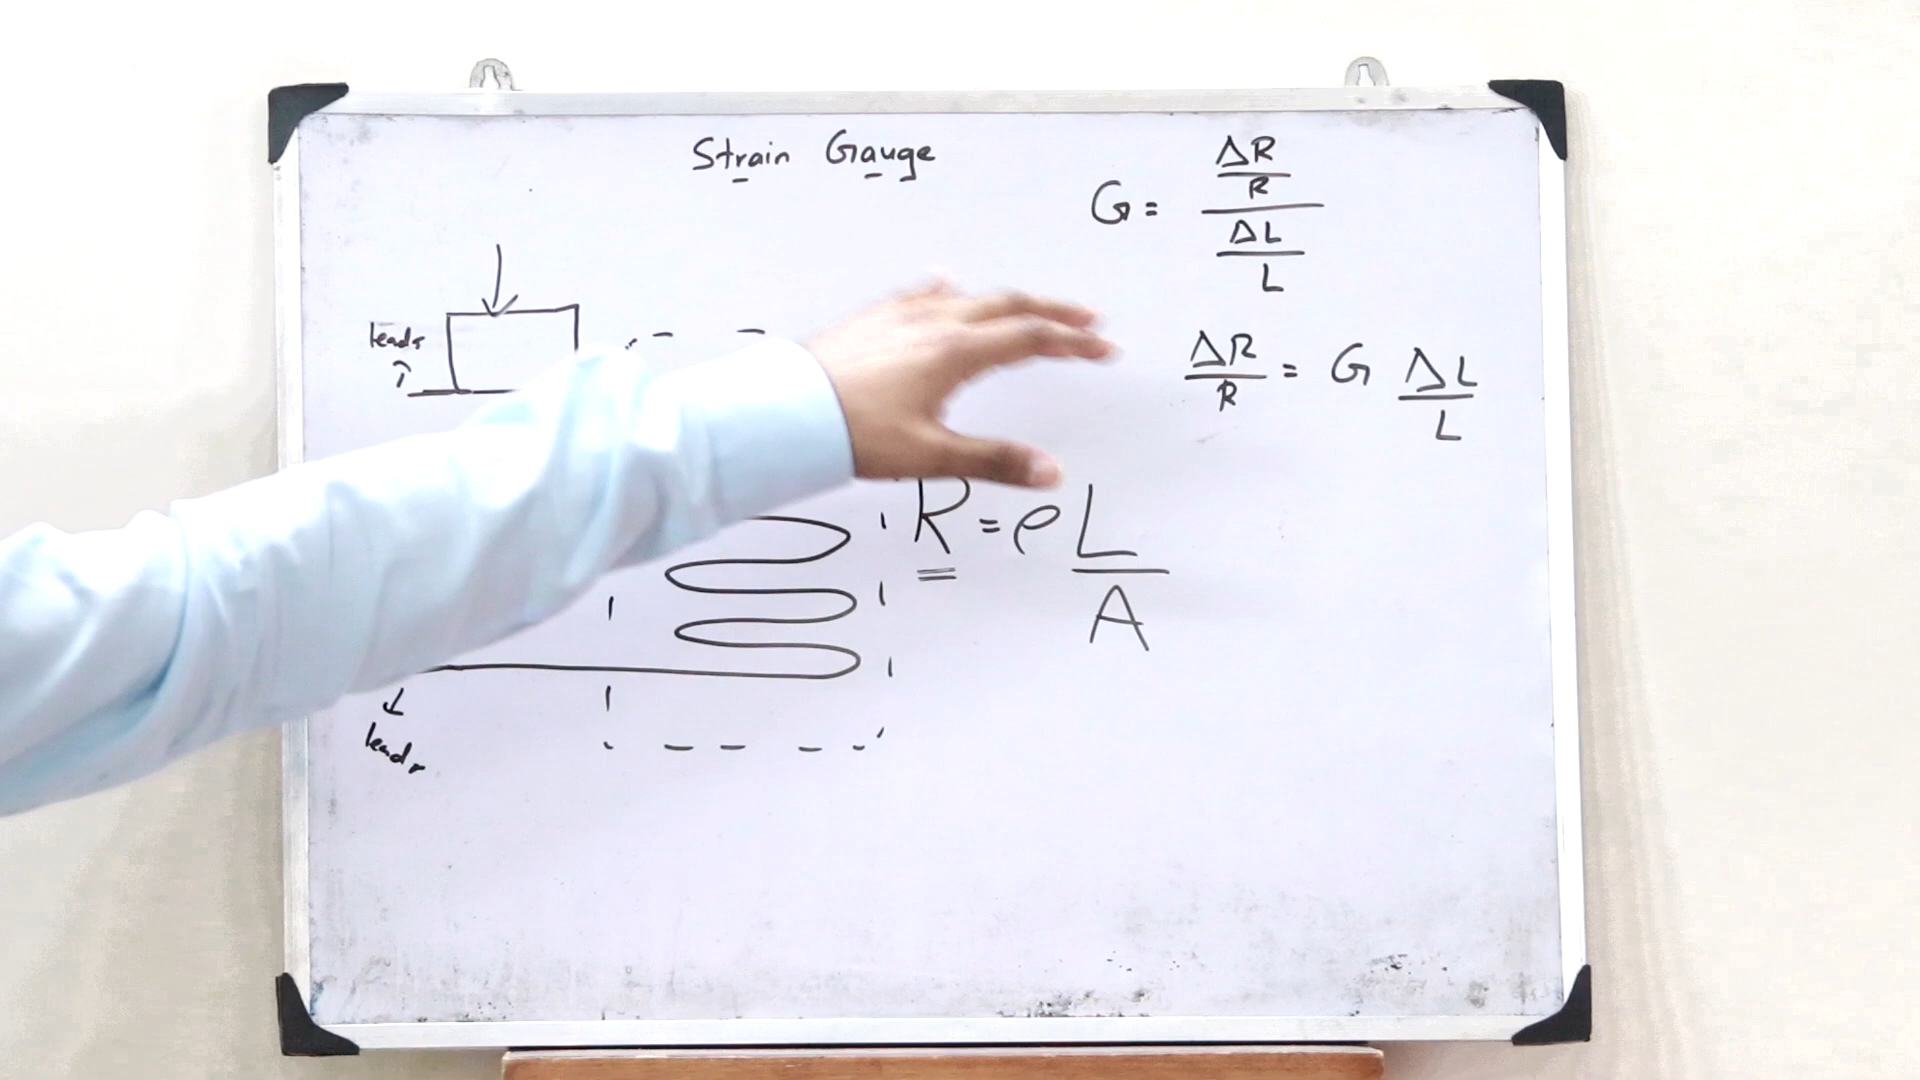 Strain Gauge
G = ΔR/R / ΔL/L
leads
ΔR/R = G ΔL/L
R = ρ L/A
leads